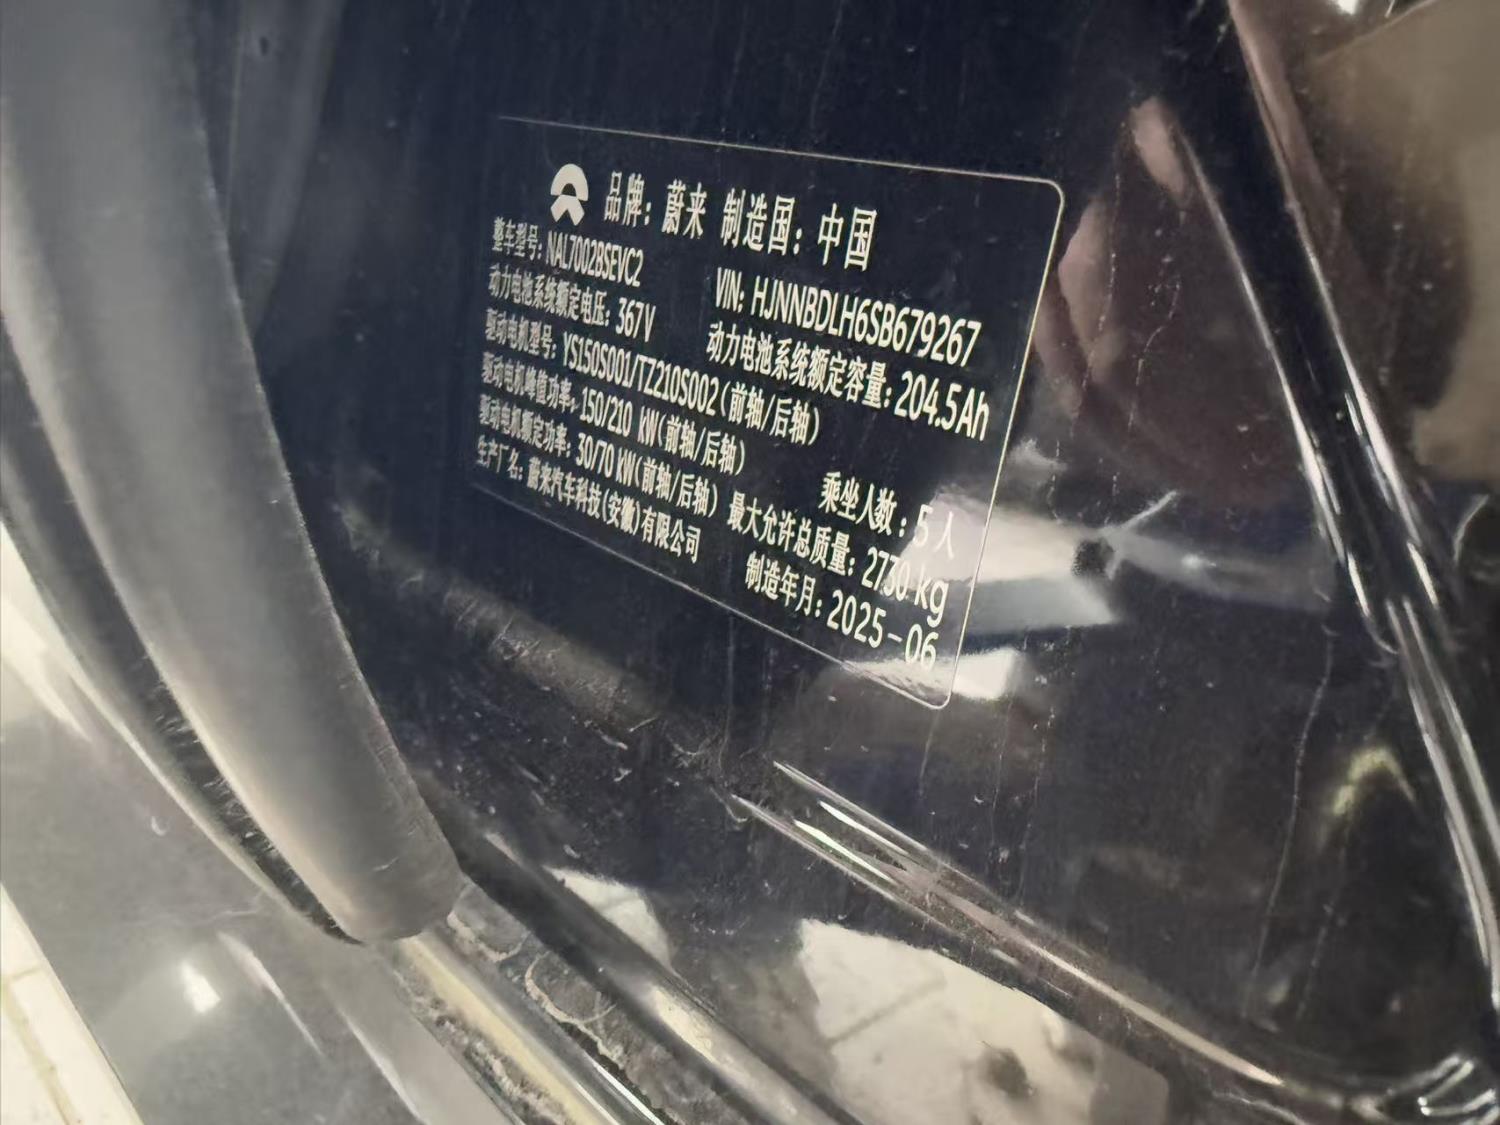 品牌：蔚来 制造国：中国
整车型号：NAL7002BSEVC2 VIN：HJNNBDLH6SB679267
动力电池系统额定电压：367V 动力电池系统额定容量：204.5Ah
驱动电机型号：YS150S001/TZ210S002（前轴/后轴）
驱动电机峰值功率：150/210 kW（前轴/后轴） 乘坐人数：5人
驱动电机额定功率：30/70 kW（前轴/后轴） 最大允许总质量：2730 kg
生产厂名：蔚来汽车科技（安徽）有限公司 制造年月：2025-06